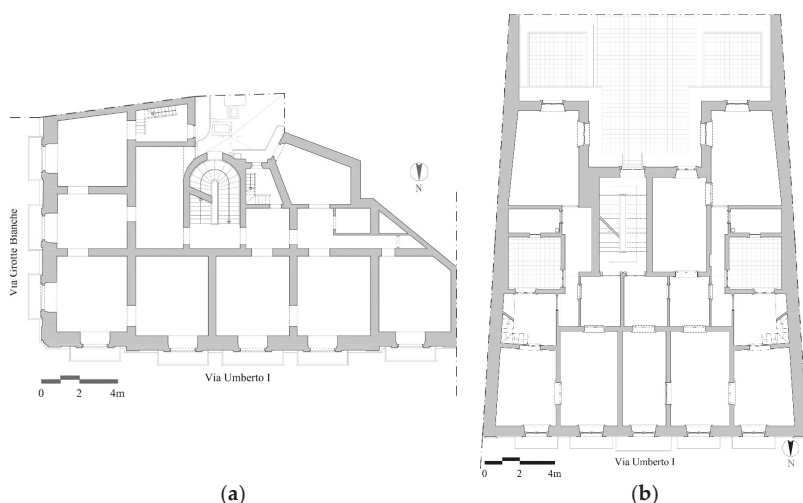 N
Via Grotte Bianche
Via Umberto I
0 2 4m
(a)
N
Via Umberto I
0 2 4m
(b)